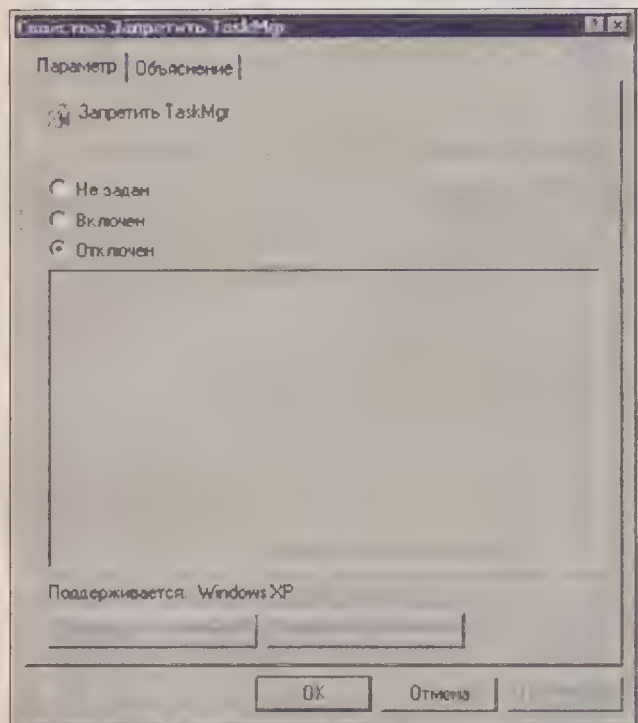 Свойства: Запретить TaskMgr
Параметр Объяснение
Запретить TaskMgr
Не задан
Включен
Отключен
Поддерживается: Windows XP
OK Отмена